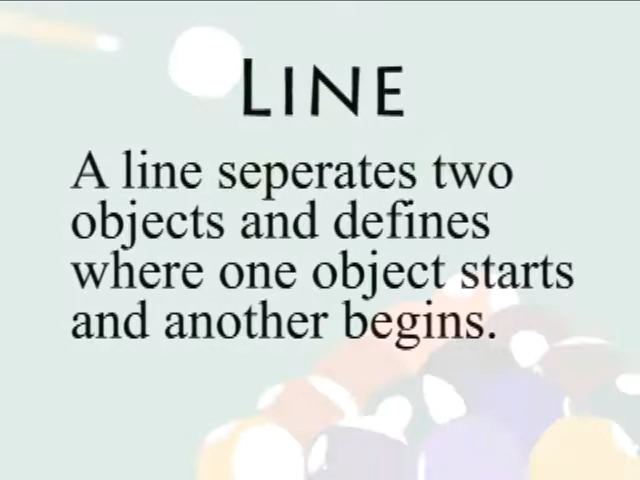 LINE
A line seperates two
objects and defines
where one object starts
and another begins.